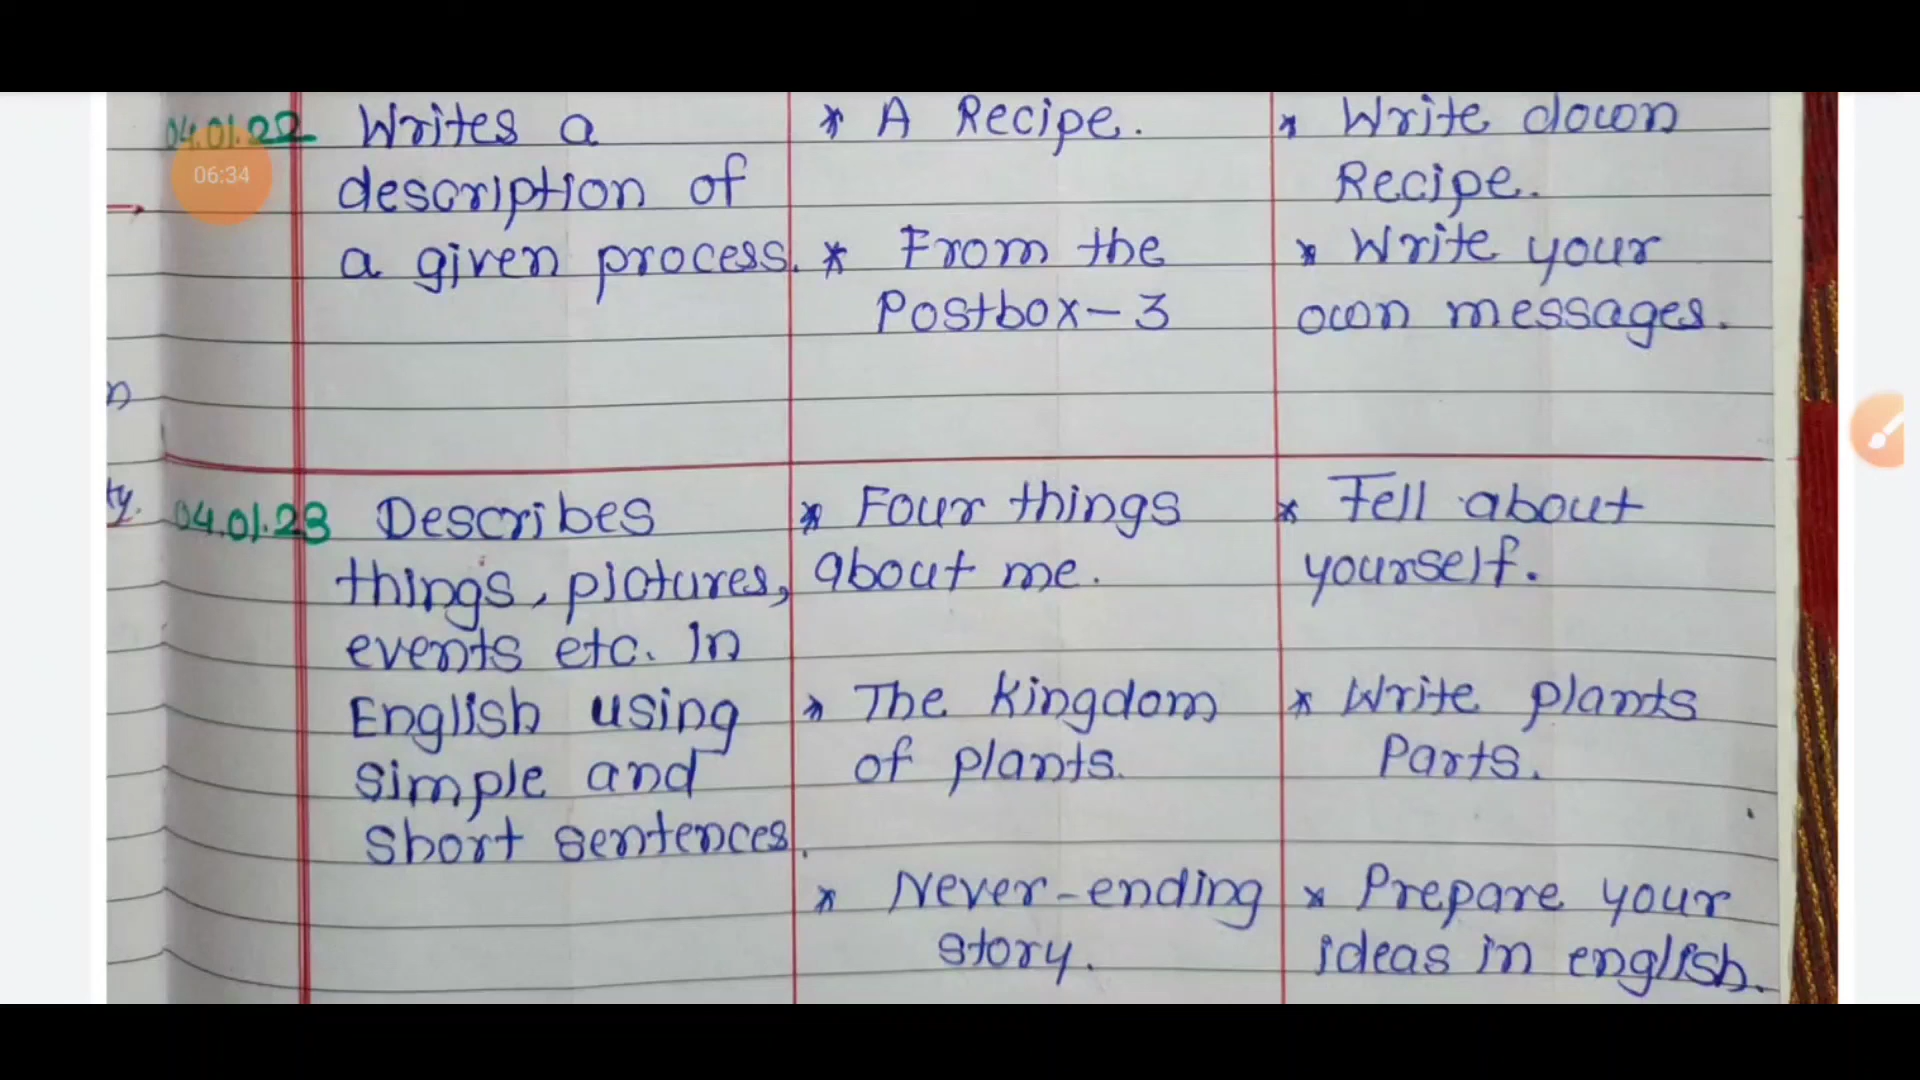 04.01.22 Writes a
description of
a given process.
* A Recipe.
* From the
Postbox-3
* Write down
Recipe.
* Write your
own messages.
06:34
n
ty.
04.01.23 Describes
things, pictures,
events etc. In
English using
simple and
short sentences.
* Four things
about me.
* The Kingdom
of plants.
* Never-ending
story.
* Tell about
yourself.
* Write plants
Parts.
* Prepare your
ideas in english.